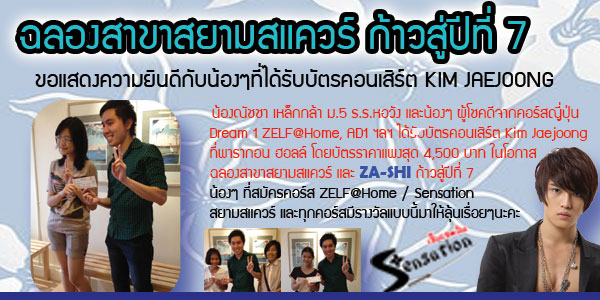 ฉลองสาขาสยามสแควร์ ก้าวสู่ปีที่ 7
ขอแสดงความยินดีกับน้องๆที่ได้รับบัตรคอนเสิร์ต KIM JAEJOONG
น้องณัชชา เหล็กกล้า ม.5 ร.ร.หอวัง และน้องๆ ผู้โชคดีจากคอร์สญี่ปุ่น
Dream 1 ZELF@Home, AD1 ฯลฯ ได้รับบัตรคอนเสิร์ต Kim Jaejoong
ที่พารากอน ฮอลล์ โดยบัตรราคาแพงสุด 4,500 บาท ในโอกาส
ฉลองสาขาสยามสแควร์ และ ZA-SHI ก้าวสู่ปีที่ 7
น้องๆ ที่สมัครคอร์ส ZELF@Home / Sensation
สยามสแควร์ และทุกคอร์สมีรางวัลแบบนี้มาให้ลุ้นเรื่อยๆนะคะ
Sensation